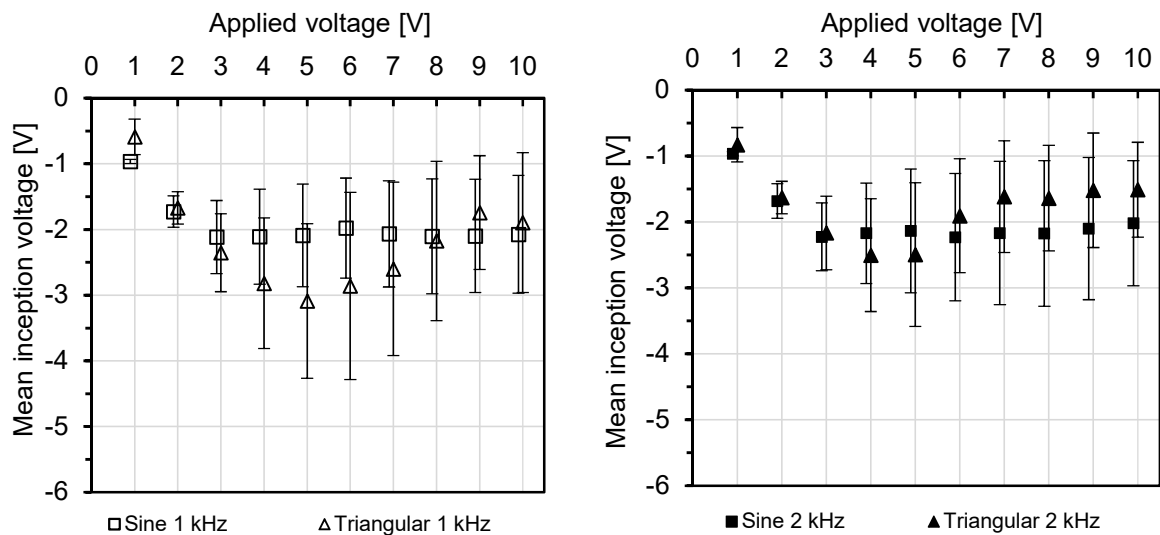 Applied voltage [V]
0 1 2 3 4 5 6 7 8 9 10
0
-1
-2
-3
-4
-5
-6
Mean inception voltage [V]
Sine 1 kHz
Triangular 1 kHz
Applied voltage [V]
0 1 2 3 4 5 6 7 8 9 10
0
-1
-2
-3
-4
-5
-6
Mean inception voltage [V]
Sine 2 kHz
Triangular 2 kHz